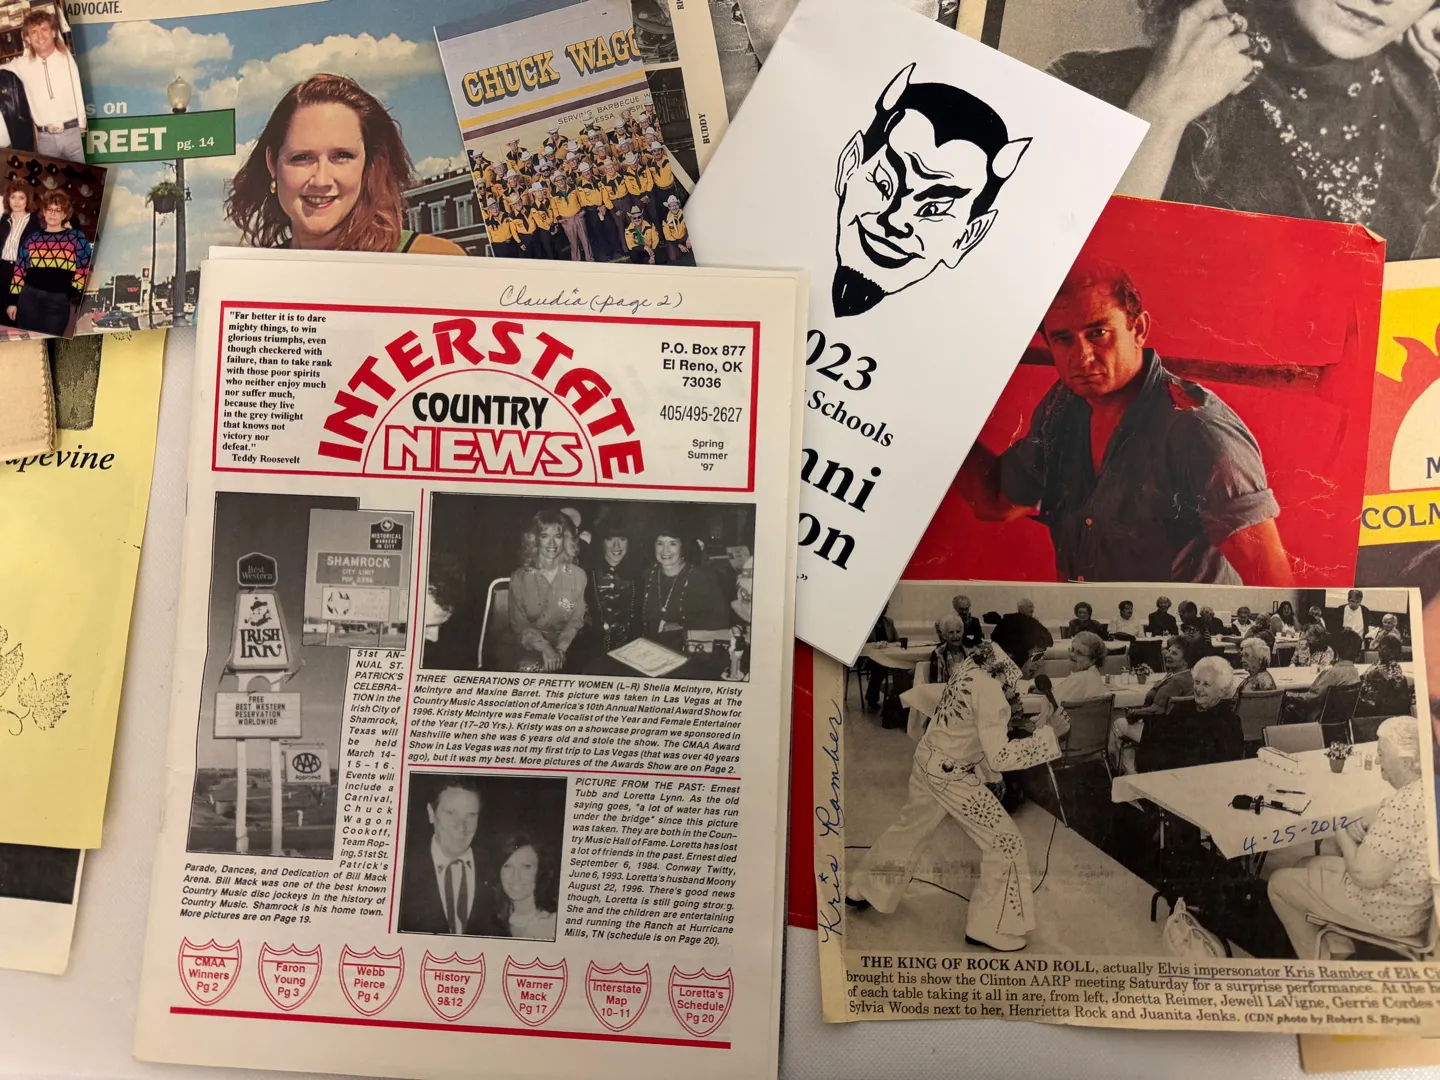 ADVOCATE.
s on
REET pg. 14
CHUCK WAGO
SERVING BARBECUE
BUDDY
apevine
023
Schools
nni
on
COLM
Claudia (page 2)
"Far better it is to dare
mighty things, to win
glorious triumphs, even
though checkered with
failure, than to take rank
with those poor spirits
who neither enjoy much
nor suffer much,
because they live
in the grey twilight
that knows not
victory nor
defeat."
Teddy Roosevelt
INTERSTATE
COUNTRY
NEWS
P.O. Box 877
El Reno, OK
73036
405/495-2627
Spring
Summer
'97
HISTORICAL
MARKERS
IN CITY
SHAMROCK
CITY LIMIT
Best
Western
IRISH
INN
FREE
BEST WESTERN
RESERVATION
WORLDWIDE
AAA
Approved
51st AN-
NUAL ST.
PATRICK'S
CELEBRA-
TION in the
Irish City of
Shamrock,
Texas will
be held
March 14-
15-16.
Events will
include a
Carnival,
Chuck
Wagon
Cookoff,
Team Rop-
ing, 51st St.
Patrick's
Parade, Dances, and Dedication of Bill Mack
Arena. Bill Mack was one of the best known
Country Music disc jockeys in the history of
Country Music. Shamrock is his home town.
More pictures are on Page 19.
THREE GENERATIONS OF PRETTY WOMEN (L-R) Shelia McIntyre, Kristy
McIntyre and Maxine Barret. This picture was taken in Las Vegas at The
Country Music Association of America's 10th Annual National Award Show for
1996. Kristy McIntyre was Female Vocalist of the Year and Female Entertainer
of the Year (17-20 Yrs.). Kristy was on a showcase program we sponsored in
Nashville when she was 6 years old and stole the show. The CMAA Award
Show in Las Vegas was not my first trip to Las Vegas (that was over 40 years
ago), but it was my best. More pictures of the Awards Show are on Page 2.
PICTURE FROM THE PAST: Ernest
Tubb and Loretta Lynn. As the old
saying goes, "a lot of water has run
under the bridge" since this picture
was taken. They are both in the Coun-
try Music Hall of Fame. Loretta has lost
a lot of friends in the past. Ernest died
September 6, 1984. Conway Twitty,
June 6, 1993. Loretta's husband Moony
August 22, 1996. There's good news
though, Loretta is still going strong.
She and the children are entertaining
and running the Ranch at Hurricane
Mills, TN (schedule is on Page 20).
CMAA
Winners
Pg 2
Faron
Young
Pg 3
Webb
Pierce
Pg 4
History
Dates
9&12
Warner
Mack
Pg 17
Interstate
Map
10-11
Loretta's
Schedule
Pg 20
Kris Ramber
4-25-2012
THE KING OF ROCK AND ROLL, actually Elvis impersonator Kris Ramber of Elk Ci
brought his show the Clinton AARP meeting Saturday for a surprise performance. At the
of each table taking it all in are, from left, Jonetta Reimer, Jewell LaVigne, Gerrie Cordes
Sylvia Woods next to her, Henrietta Rock and Juanita Jenks. (CDN photo by Robert S. Bryan)